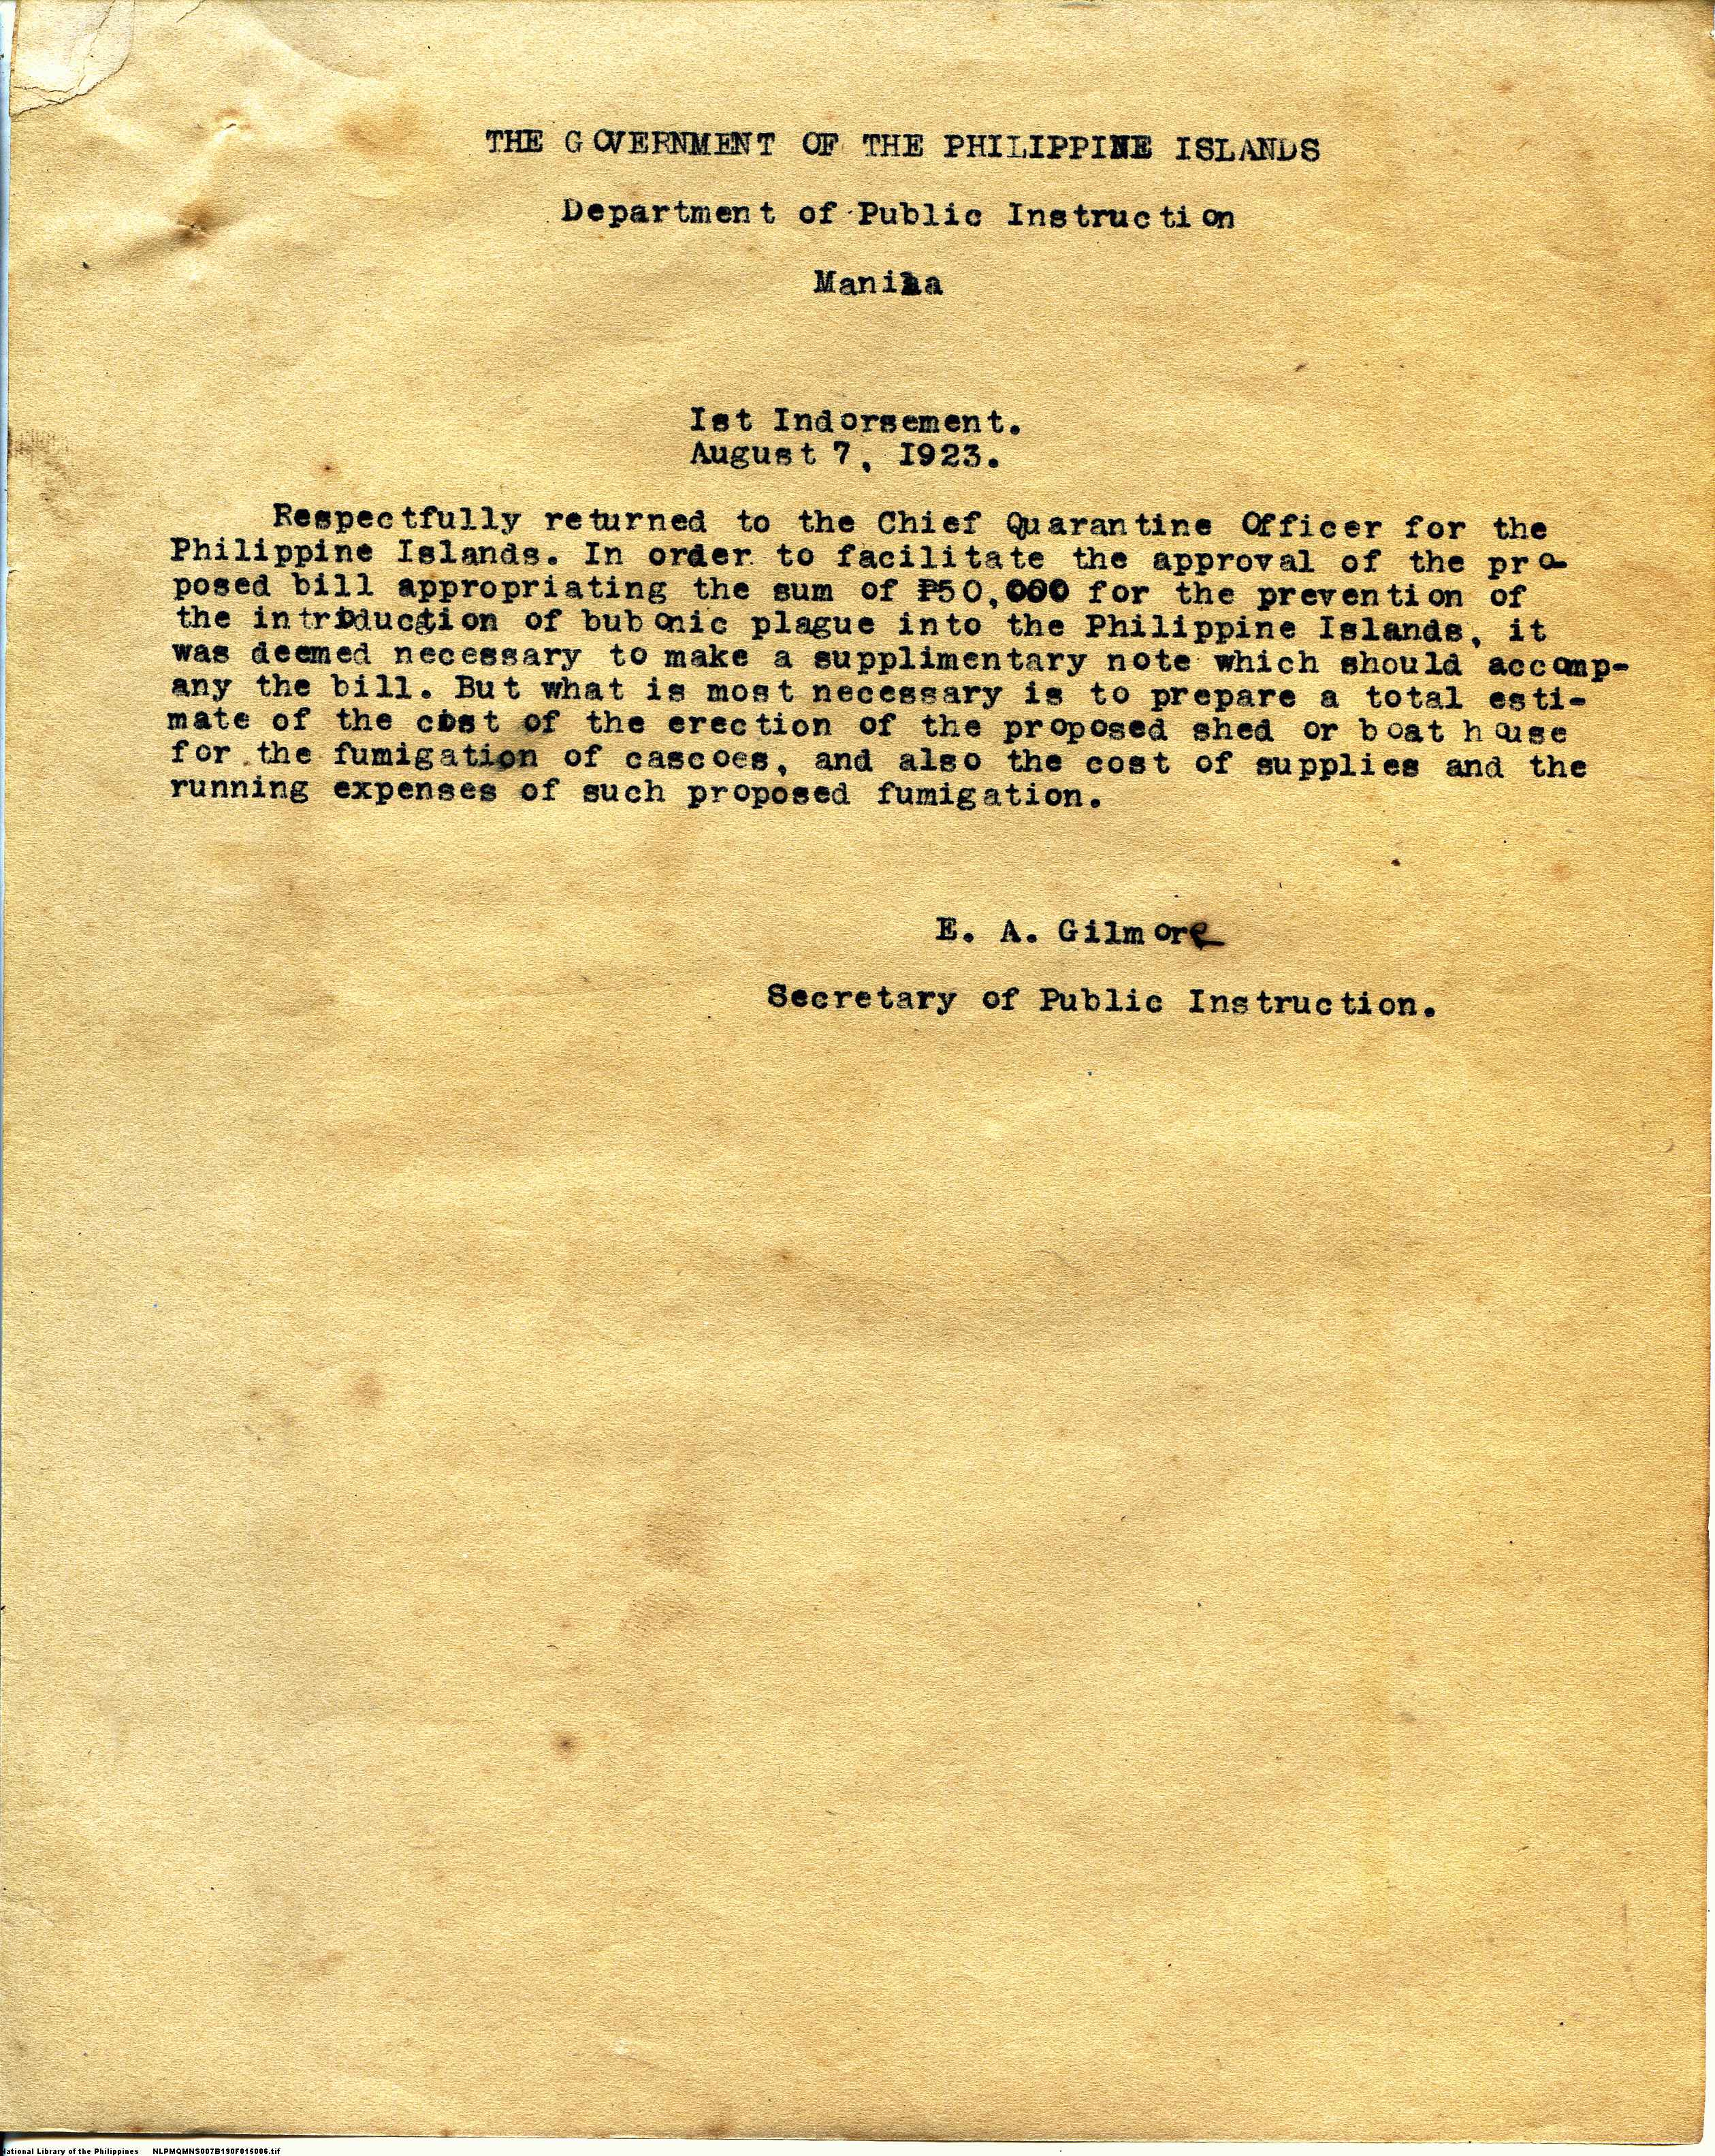 THE GOVERNMENT OF THE PHILIPPINE ISLANDS
Department of Public Instruction
Manila
Ist Indorsement.
August 7, I923.
Respectfully returned to the Chief Quarantine Officer for the
Philippine Islands. In order to facilitate the approval of the pro-
posed bill appropriating the sum of ₱50,000 for the prevention of
the introduction of bubonic plague into the Philippine Islands, it
was deemed necessary to make a supplimentary note which should accomp-
any the bill. But what is most necessary is to prepare a total esti-
mate of the cost of the erection of the proposed shed or boat house
for the fumigation of cascoes, and also the cost of supplies and the
running expenses of such proposed fumigation.
E. A. Gilmore
Secretary of Public Instruction.
National Library of the Philippines NLPMQMNS007B190F015006.tif